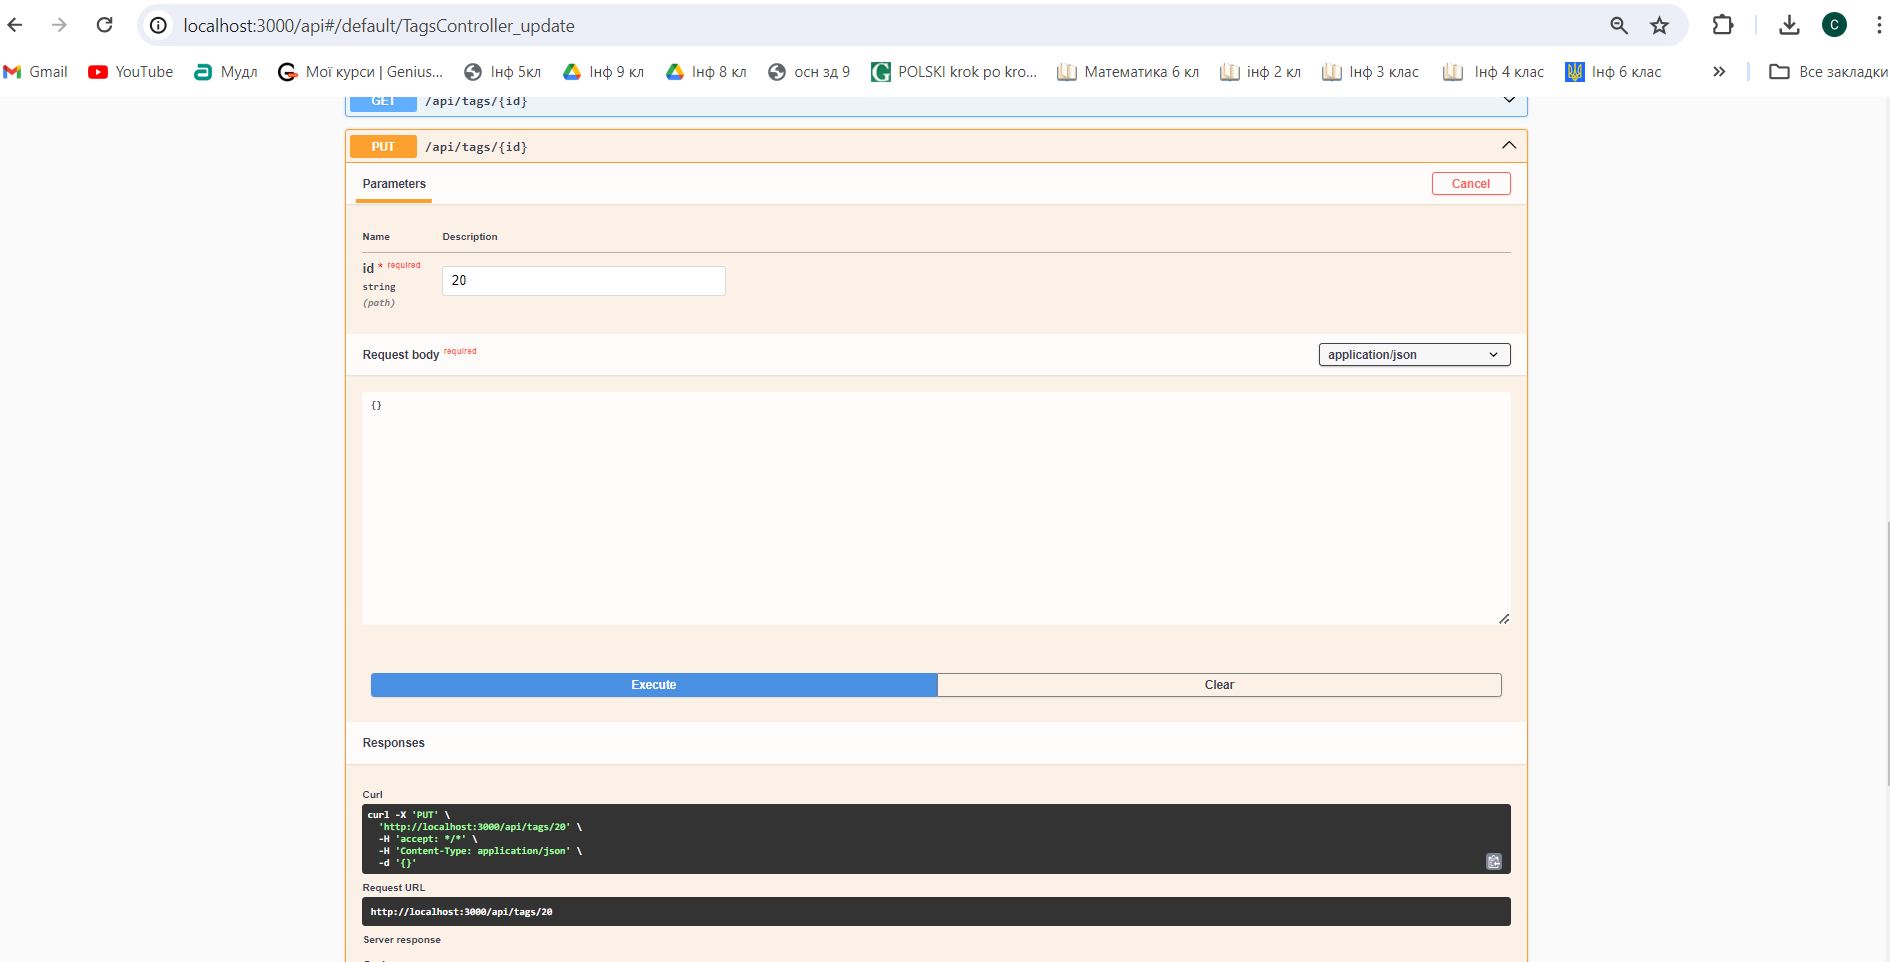 localhost:3000/api#/default/TagsController_update
C
Gmail YouTube Мудл Мої курси | Genius... Інф 5кл Інф 9 кл Інф 8 кл осн зд 9 POLSKI krok po kro... Математика 6 кл інф 2 кл Інф 3 клас Інф 4 клас Інф 6 клас » Все закладки
GET /api/tags/{id}
PUT /api/tags/{id}
Parameters Cancel
Name Description
id * required
string
(path)
20
Request body required application/json
{}
Execute Clear
Responses
Curl
curl -X 'PUT' \
'http://localhost:3000/api/tags/20' \
-H 'accept: */*' \
-H 'Content-Type: application/json' \
-d '{}'
Request URL
http://localhost:3000/api/tags/20
Server response